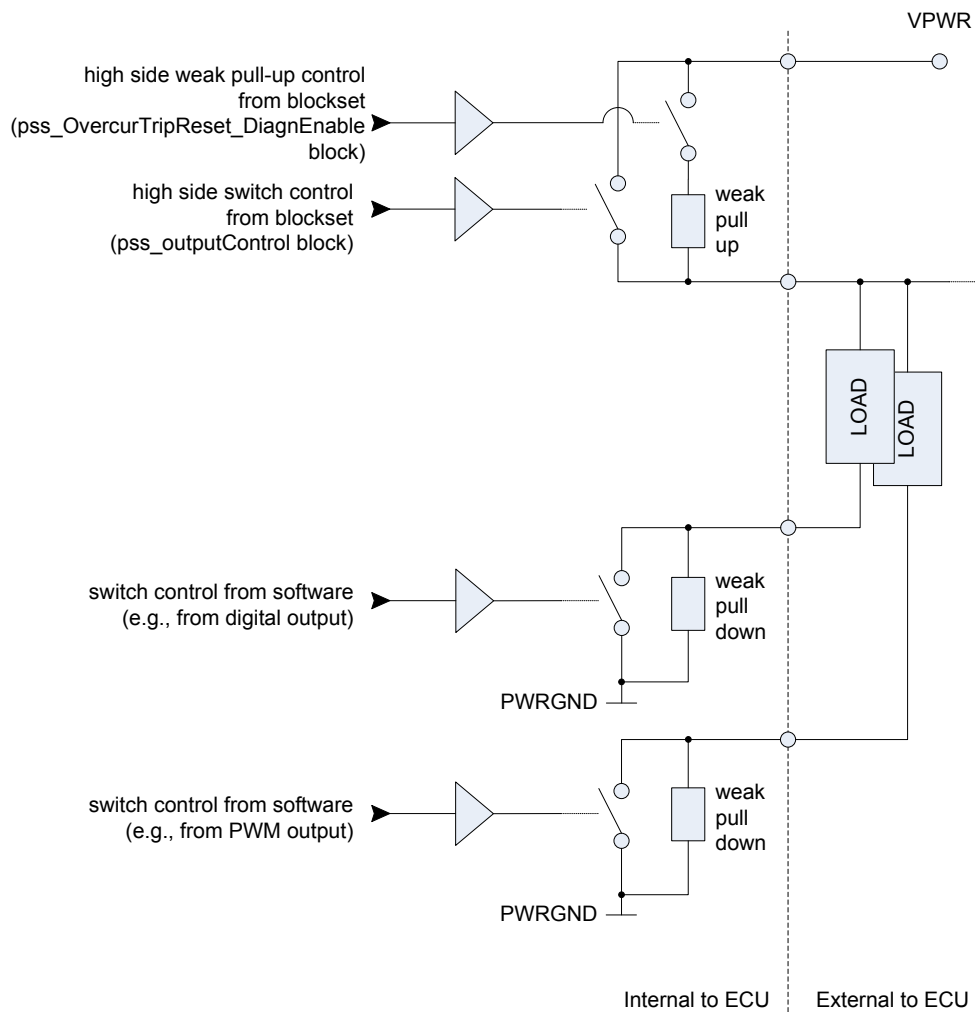 VPWR
high side weak pull-up control
from blockset
(pss_OvercurTripReset_DiagnEnable
block)
high side switch control
from blockset
(pss_outputControl block)
weak
pull
up
LOAD
LOAD
switch control from software
(e.g., from digital output)
weak
pull
down
PWRGND
switch control from software
(e.g., from PWM output)
weak
pull
down
PWRGND
Internal to ECU
External to ECU